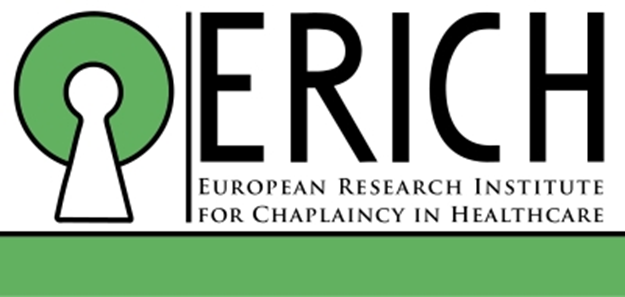 ERICH
European Research Institute
for Chaplaincy in Healthcare